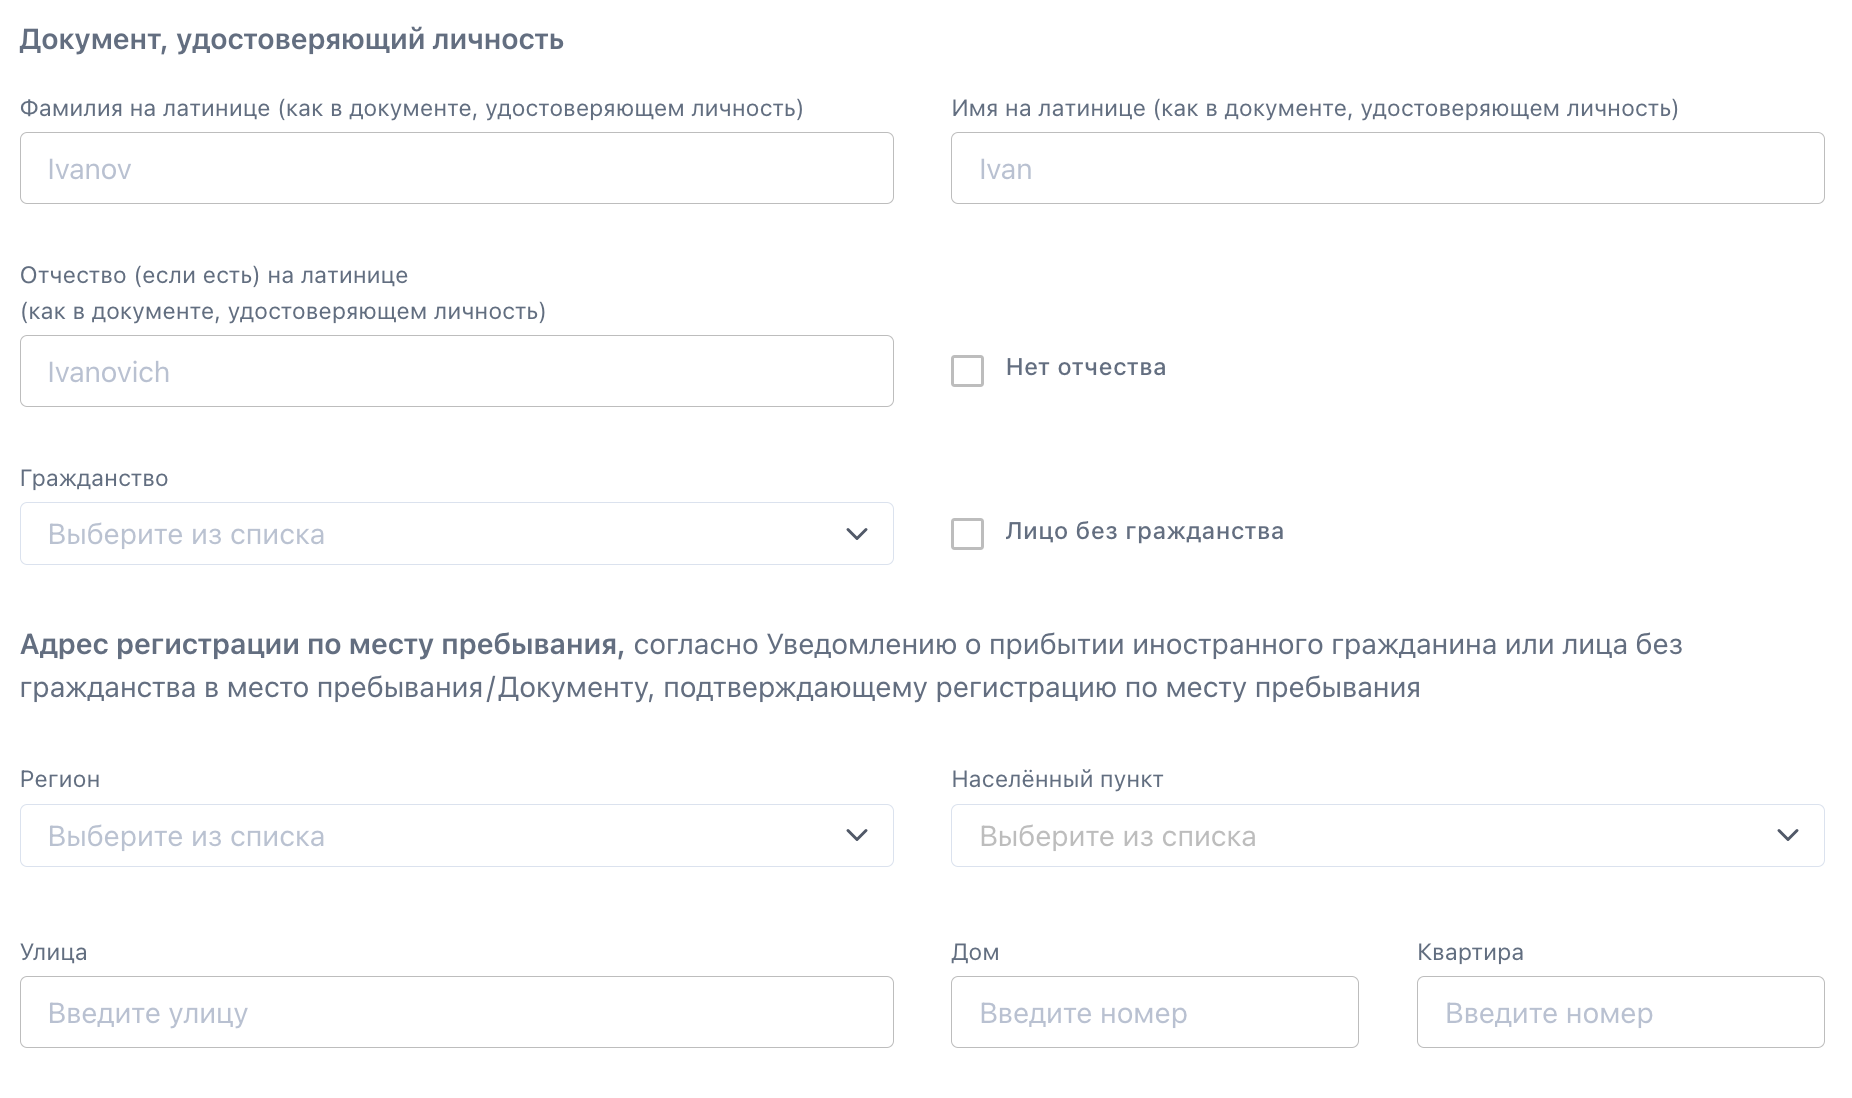 Документ, удостоверяющий личность
Фамилия на латинице (как в документе, удостоверяющем личность)
Имя на латинице (как в документе, удостоверяющем личность)
Ivanov
Ivan
Отчество (если есть) на латинице
(как в документе, удостоверяющем личность)
Ivanovich
Нет отчества
Гражданство
Выберите из списка
Лицо без гражданства
Адрес регистрации по месту пребывания, согласно Уведомлению о прибытии иностранного гражданина или лица без
гражданства в место пребывания/Документу, подтверждающему регистрацию по месту пребывания
Регион
Населённый пункт
Выберите из списка
Выберите из списка
Улица
Дом
Квартира
Введите улицу
Введите номер
Введите номер